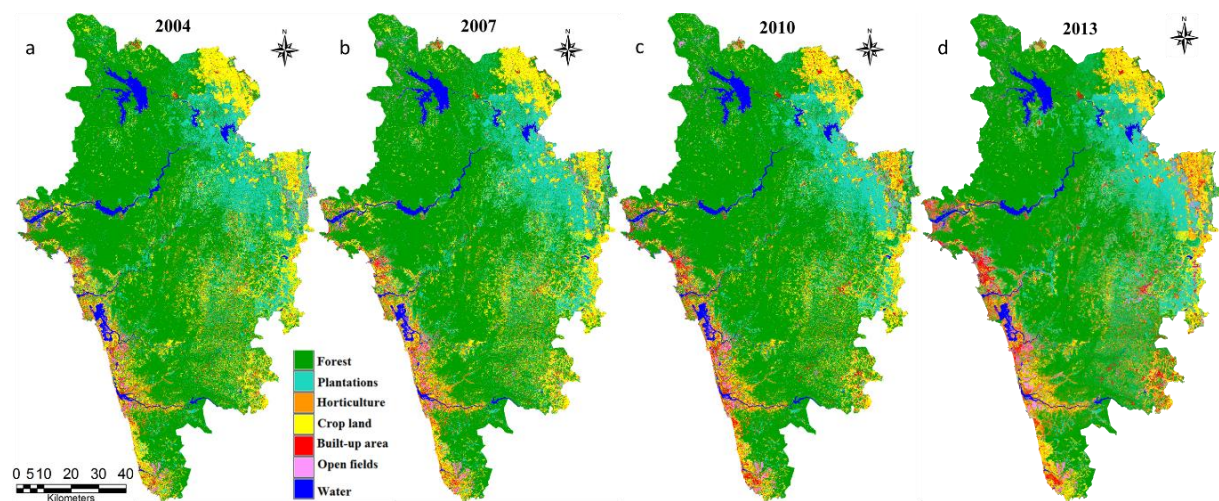 a
2004
N
b
2007
N
c
2010
N
d
2013
N
Forest
Plantations
Horticulture
Crop land
Built-up area
Open fields
Water
0 5 10 20 30 40
Kilometers